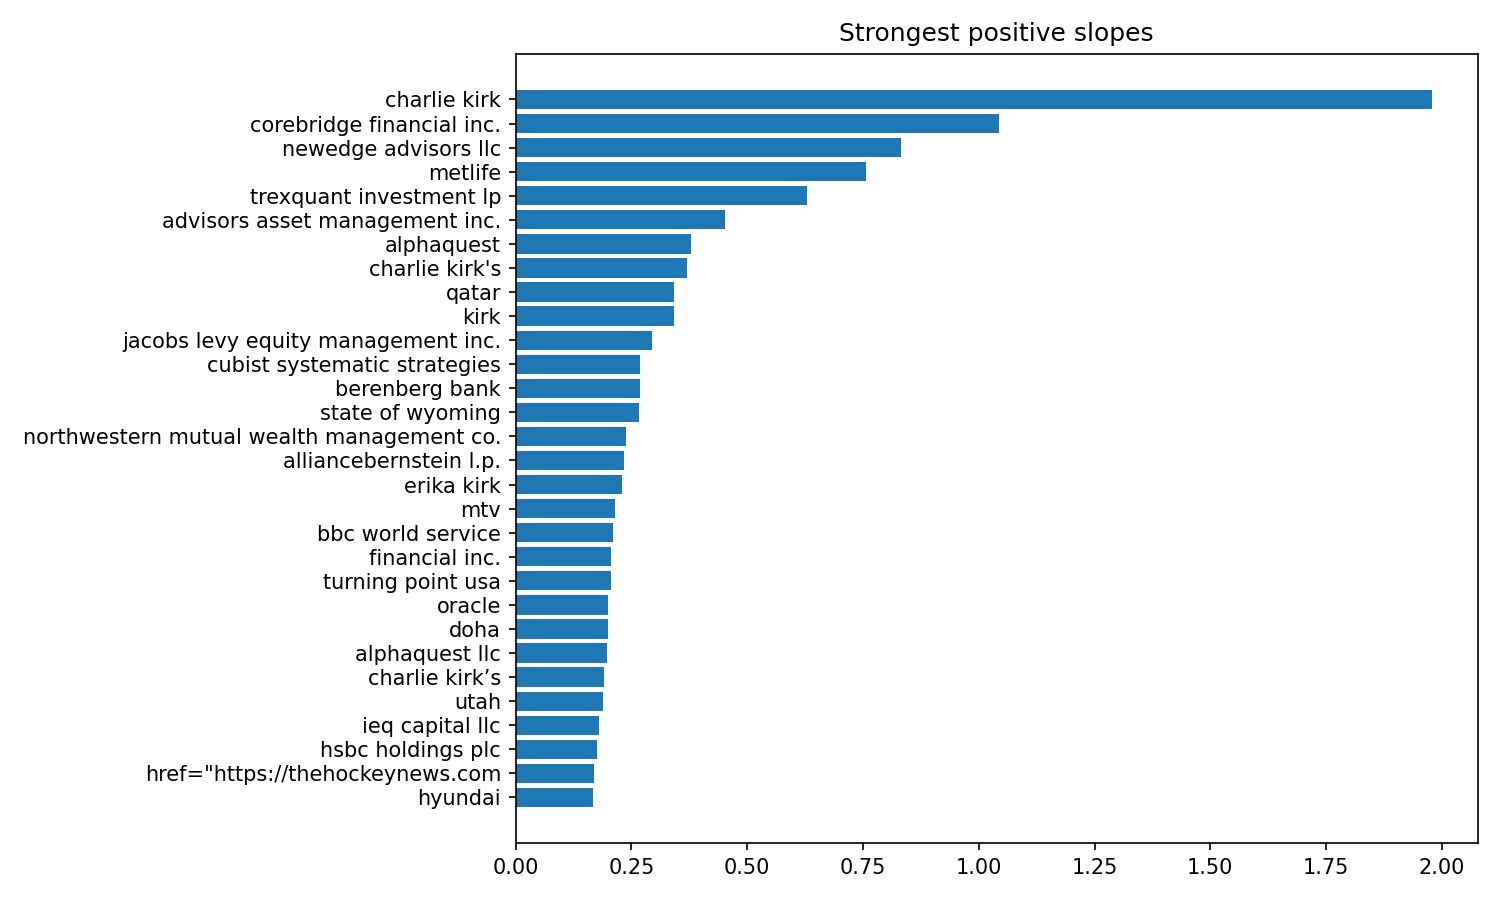 Strongest positive slopes
charlie kirk
corebridge financial inc.
newedge advisors llc
metlife
trexquant investment lp
advisors asset management inc.
alphaquest
charlie kirk's
qatar
kirk
jacobs levy equity management inc.
cubist systematic strategies
berenberg bank
state of wyoming
northwestern mutual wealth management co.
alliancebernstein l.p.
erika kirk
mtv
bbc world service
financial inc.
turning point usa
oracle
doha
alphaquest llc
charlie kirk’s
utah
ieq capital llc
hsbc holdings plc
href="https://thehockeynews.com
hyundai
0.00 0.25 0.50 0.75 1.00 1.25 1.50 1.75 2.00